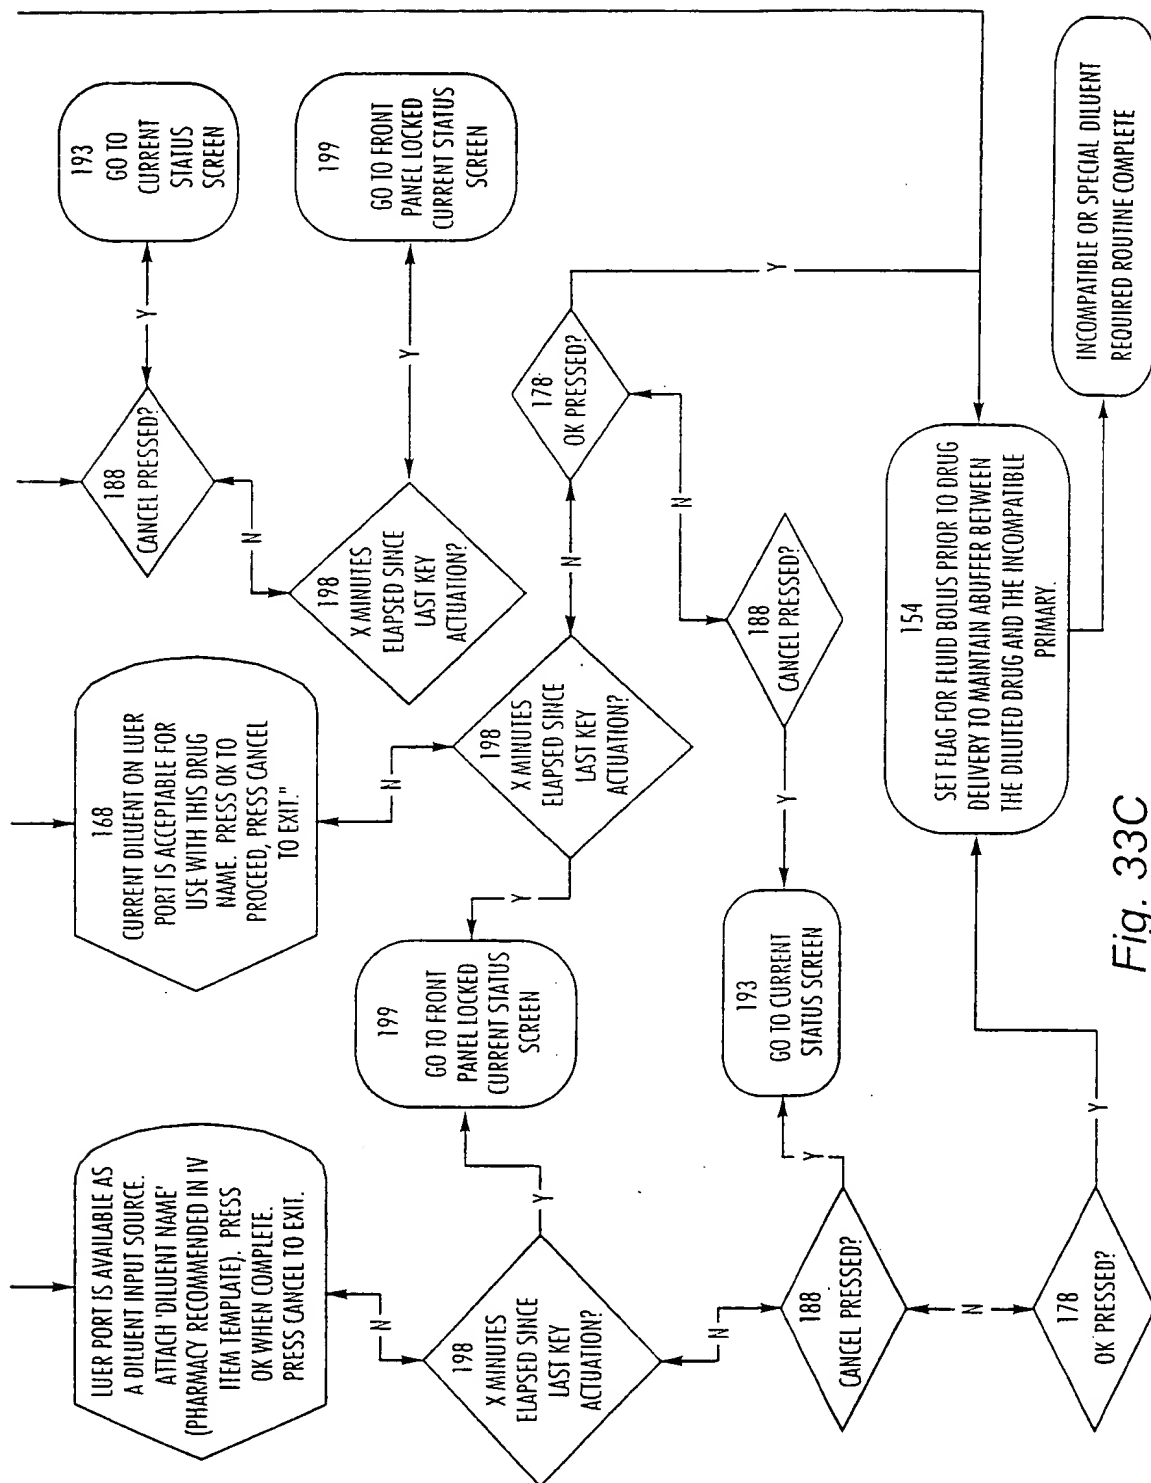 LUER PORT IS AVAILABLE AS
A DILUENT INPUT SOURCE.
ATTACH 'DILUENT NAME'
(PHARMACY RECOMMENDED IN IV
ITEM TEMPLATE). PRESS
OK WHEN COMPLETE.
PRESS CANCEL TO EXIT.
N
198
X MINUTES
ELAPSED SINCE
LAST KEY
ACTUATION?
Y
N
188
CANCEL PRESSED?
Y
N
178
OK PRESSED?
Y
199
GO TO FRONT
PANEL LOCKED
CURRENT STATUS
SCREEN
193
GO TO CURRENT
STATUS SCREEN
168
CURRENT DILUENT ON LUER
PORT IS ACCEPTABLE FOR
USE WITH THIS DRUG
NAME. PRESS OK TO
PROCEED, PRESS CANCEL
TO EXIT."
N
198
X MINUTES
ELAPSED SINCE
LAST KEY
ACTUATION?
Y
N
178
OK PRESSED?
Y
N
188
CANCEL PRESSED?
Y
188
CANCEL PRESSED?
Y
N
193
GO TO
CURRENT
STATUS
SCREEN
198
X MINUTES
ELAPSED SINCE
LAST KEY
ACTUATION?
Y
199
GO TO FRONT
PANEL LOCKED
CURRENT STATUS
SCREEN
154
SET FLAG FOR FLUID BOLUS PRIOR TO DRUG
DELIVERY TO MAINTAIN ABUFFER BETWEEN
THE DILUTED DRUG AND THE INCOMPATIBLE
PRIMARY.
INCOMPATIBLE OR SPECIAL DILUENT
REQUIRED ROUTINE COMPLETE
Fig. 33C